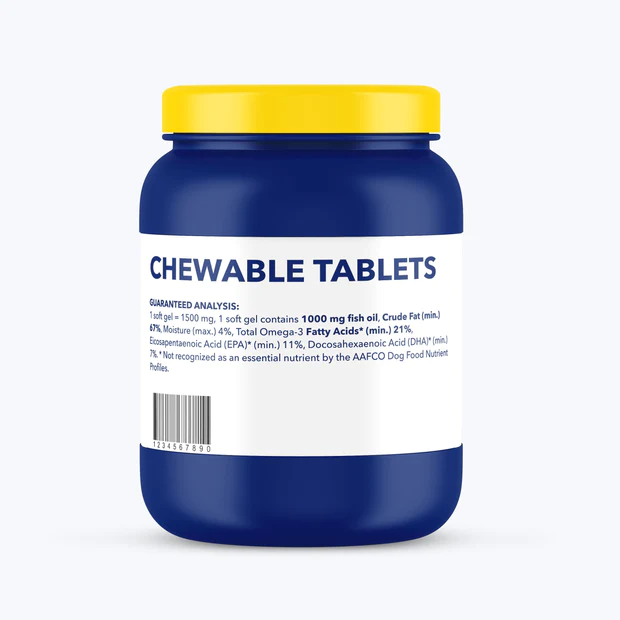 CHEWABLE TABLETS
GUARANTEED ANALYSIS:
1 soft gel = 1500 mg, 1 soft gel contains 1000 mg fish oil, Crude Fat (min.)
67%, Moisture (max.) 4%, Total Omega-3 Fatty Acids* (min.) 21%,
Eicosapentaenoic Acid (EPA)* (min.) 11%, Docosahexaenoic Acid (DHA)* (min.)
7%. * Not recognized as an essential nutrient by the AAFCO Dog Food Nutrient
Profiles.
1234567890